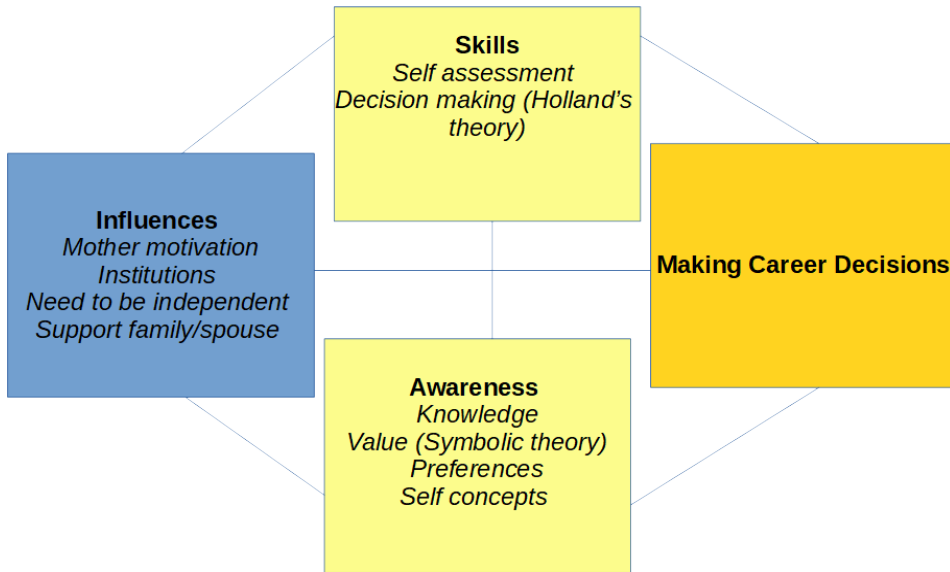 Skills
Self assessment
Decision making (Holland’s
theory)
Influences
Mother motivation
Institutions
Need to be independent
Support family/spouse
Making Career Decisions
Awareness
Knowledge
Value (Symbolic theory)
Preferences
Self concepts